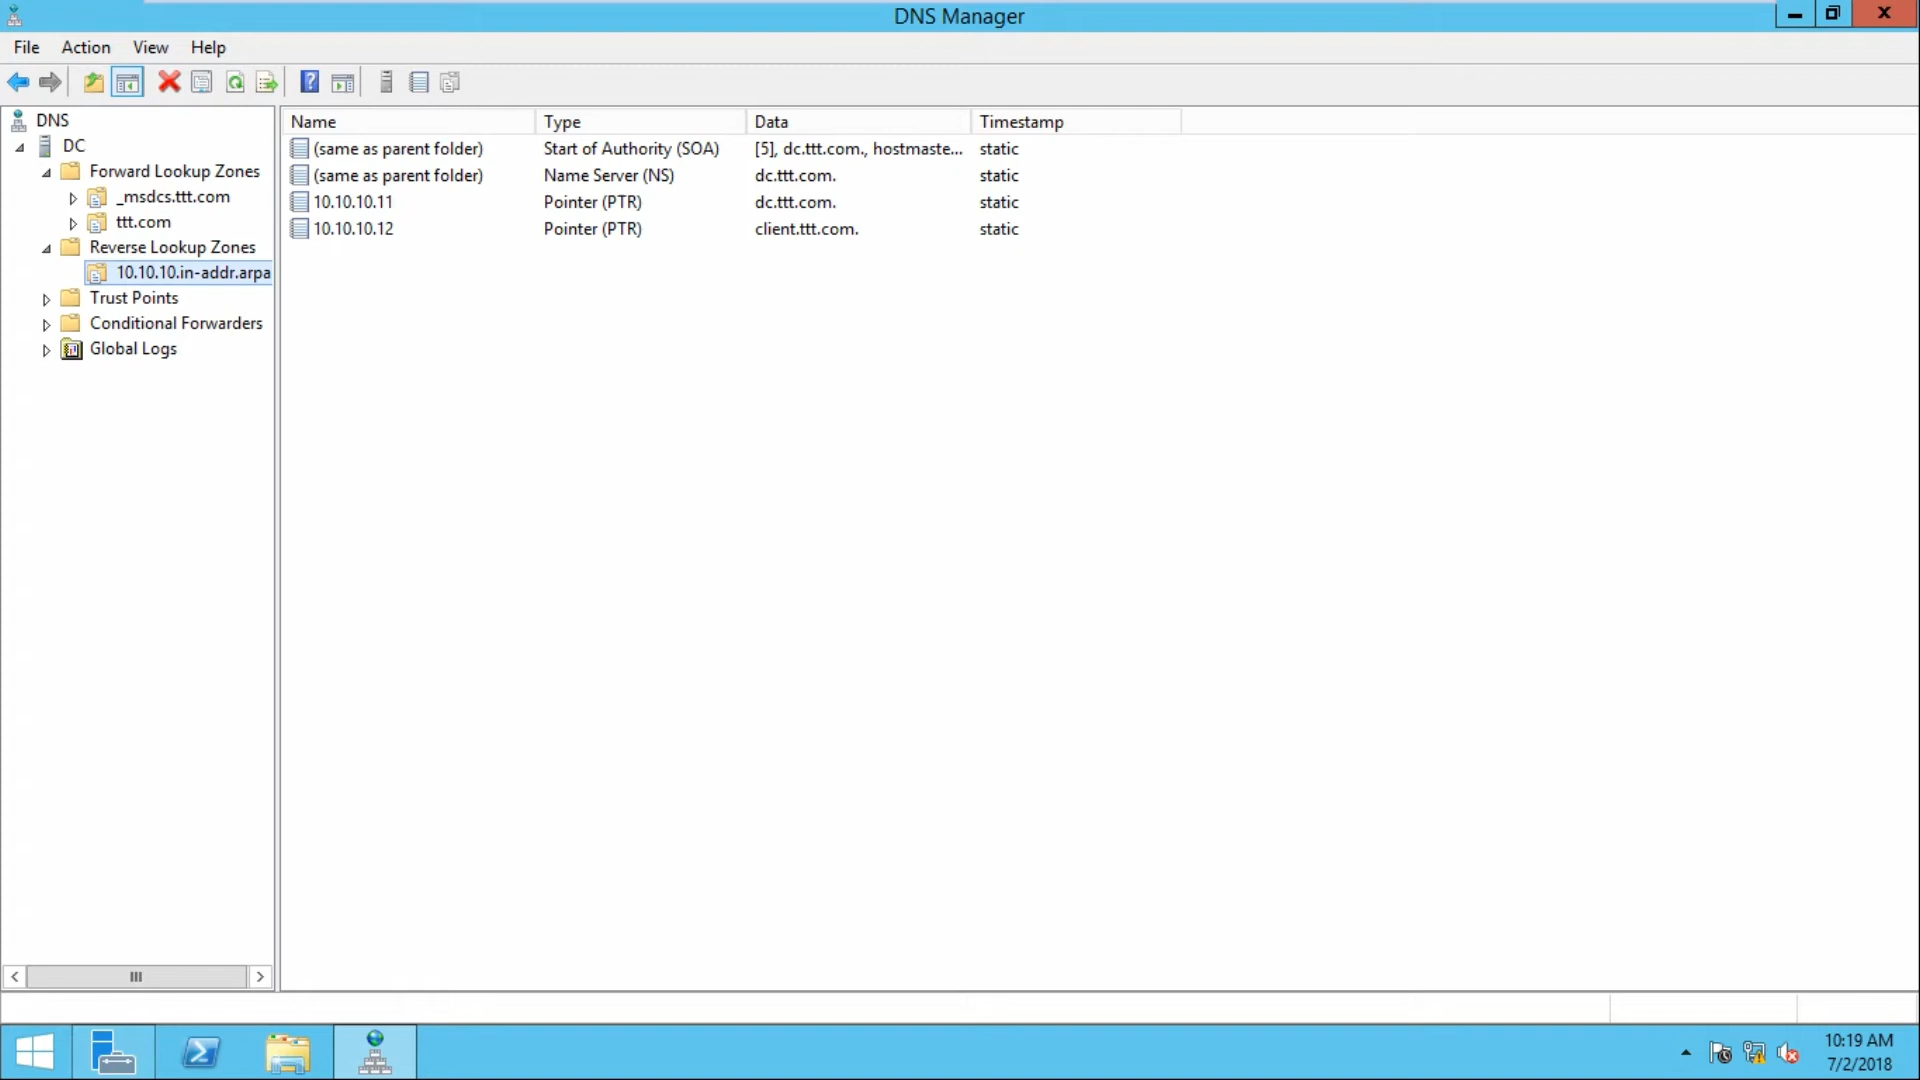 DNS Manager
File Action View Help
DNS
DC
Forward Lookup Zones
_msdcs.ttt.com
ttt.com
Reverse Lookup Zones
10.10.10.in-addr.arpa
Trust Points
Conditional Forwarders
Global Logs
Name Type Data Timestamp
(same as parent folder) Start of Authority (SOA) [5], dc.ttt.com., hostmaste... static
(same as parent folder) Name Server (NS) dc.ttt.com. static
10.10.10.11 Pointer (PTR) dc.ttt.com. static
10.10.10.12 Pointer (PTR) client.ttt.com. static
10:19 AM
7/2/2018